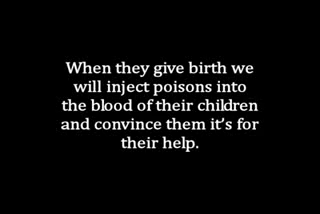 When they give birth we
will inject poisons into
the blood of their children
and convince them it's for
their help.